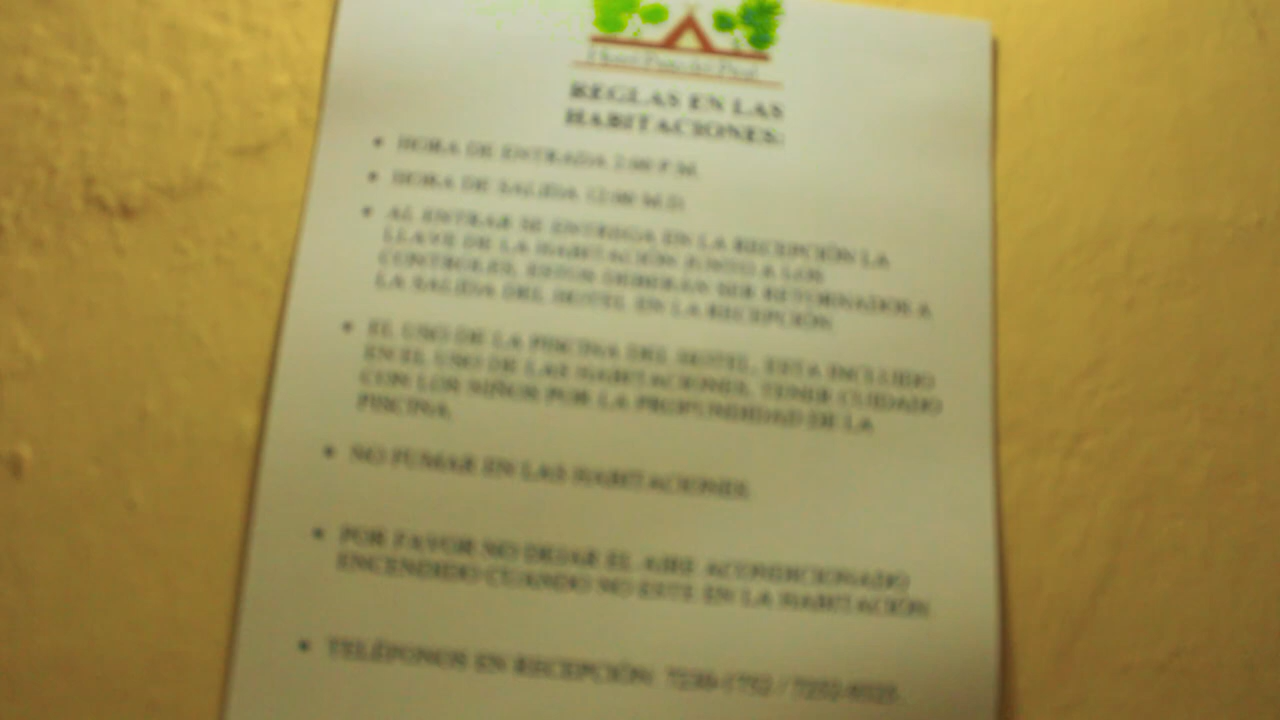 REGLAS EN LAS
HABITACIONES:
• HORA DE ENTRADA 2:00 P.M.
• HORA DE SALIDA 12:00 M.D.
• AL ENTRAR SE ENTREGA EN LA RECEPCIÓN LA
LLAVE DE LA HABITACIÓN JUNTO A LOS
CONTROLES, ESTOS DEBERÁN SER RETORNADOS A
LA SALIDA DEL HOTEL EN LA RECEPCIÓN.
• EL USO DE LA PISCINA DEL HOTEL, ESTA INCLUIDO
EN EL USO DE LAS HABITACIONES, TENER CUIDADO
CON LOS NIÑOS POR LA PROFUNDIDAD DE LA
PISCINA.
• NO FUMAR EN LAS HABITACIONES.
• POR FAVOR NO DEJAR EL AIRE ACONDICIONADO
ENCENDIDO CUANDO NO ESTE EN LA HABITACIÓN
• TELÉFONOS EN RECEPCIÓN: